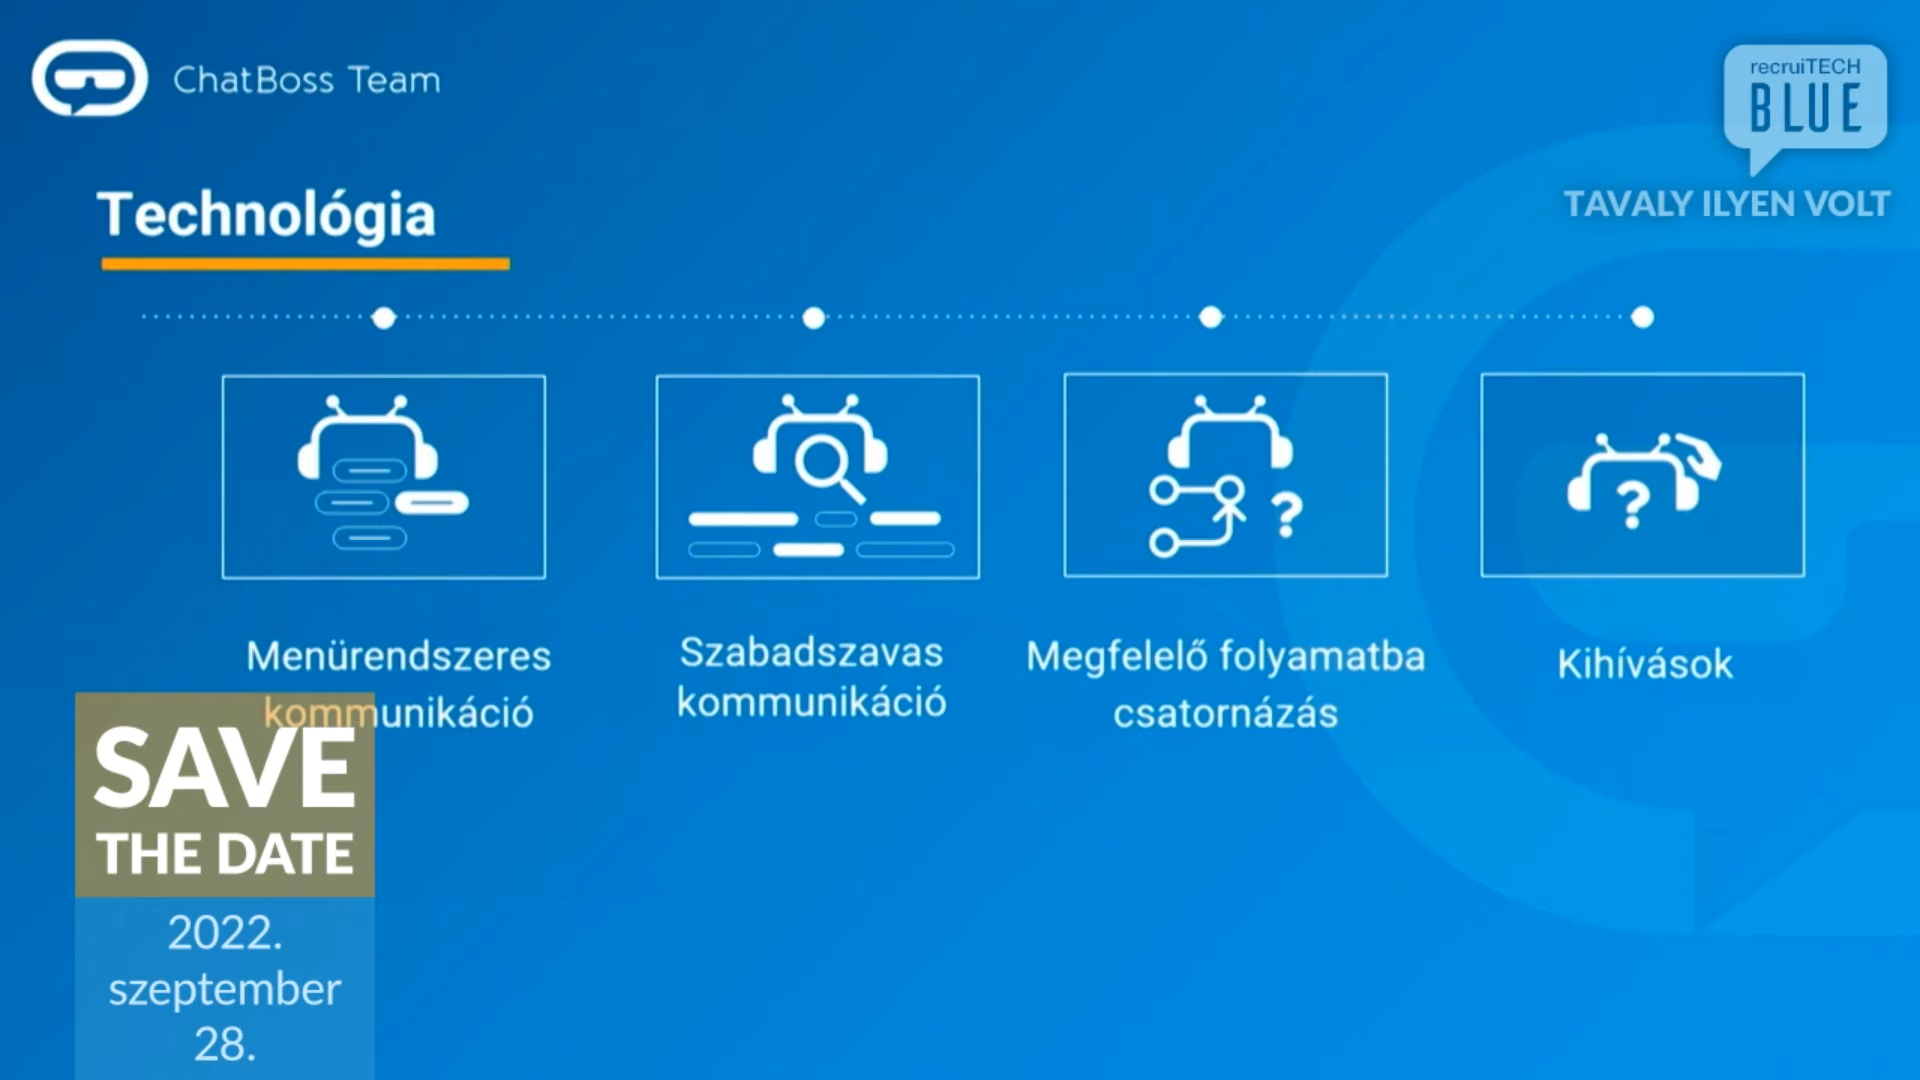 ChatBoss Team
recruiTECH
BLUE
TAVALY ILYEN VOLT
Technológia
Menürendszeres
kommunikáció
Szabadszavas
kommunikáció
Megfelelő folyamatba
csatornázás
Kihívások
SAVE
THE DATE
2022.
szeptember
28.